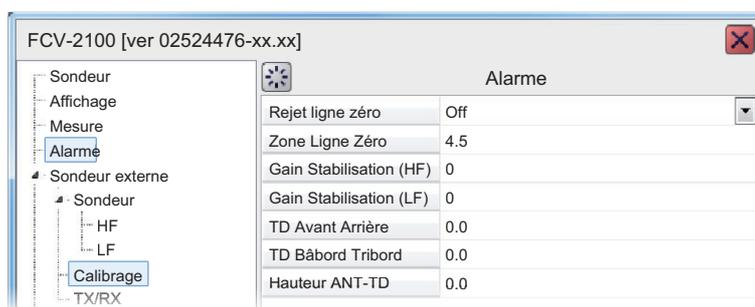 FCV-2100 [ver 02524476-xx.xx]
Sondeur
Affichage
Mesure
Alarme
Sondeur externe
Sondeur
HF
LF
Calibrage
TX/RX
Alarme
Rejet ligne zéro Off
Zone Ligne Zéro 4.5
Gain Stabilisation (HF) 0
Gain Stabilisation (LF) 0
TD Avant Arrière 0.0
TD Bâbord Tribord 0.0
Hauteur ANT-TD 0.0